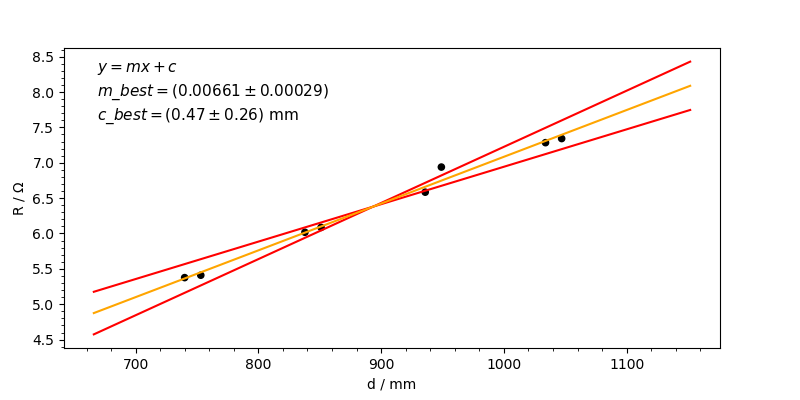 y = mx + c
m_best = (0.00661 ± 0.00029)
c_best = (0.47 ± 0.26) mm
8.5
8.0
7.5
7.0
6.5
6.0
5.5
5.0
4.5
R / Ω
700 800 900 1000 1100
d / mm